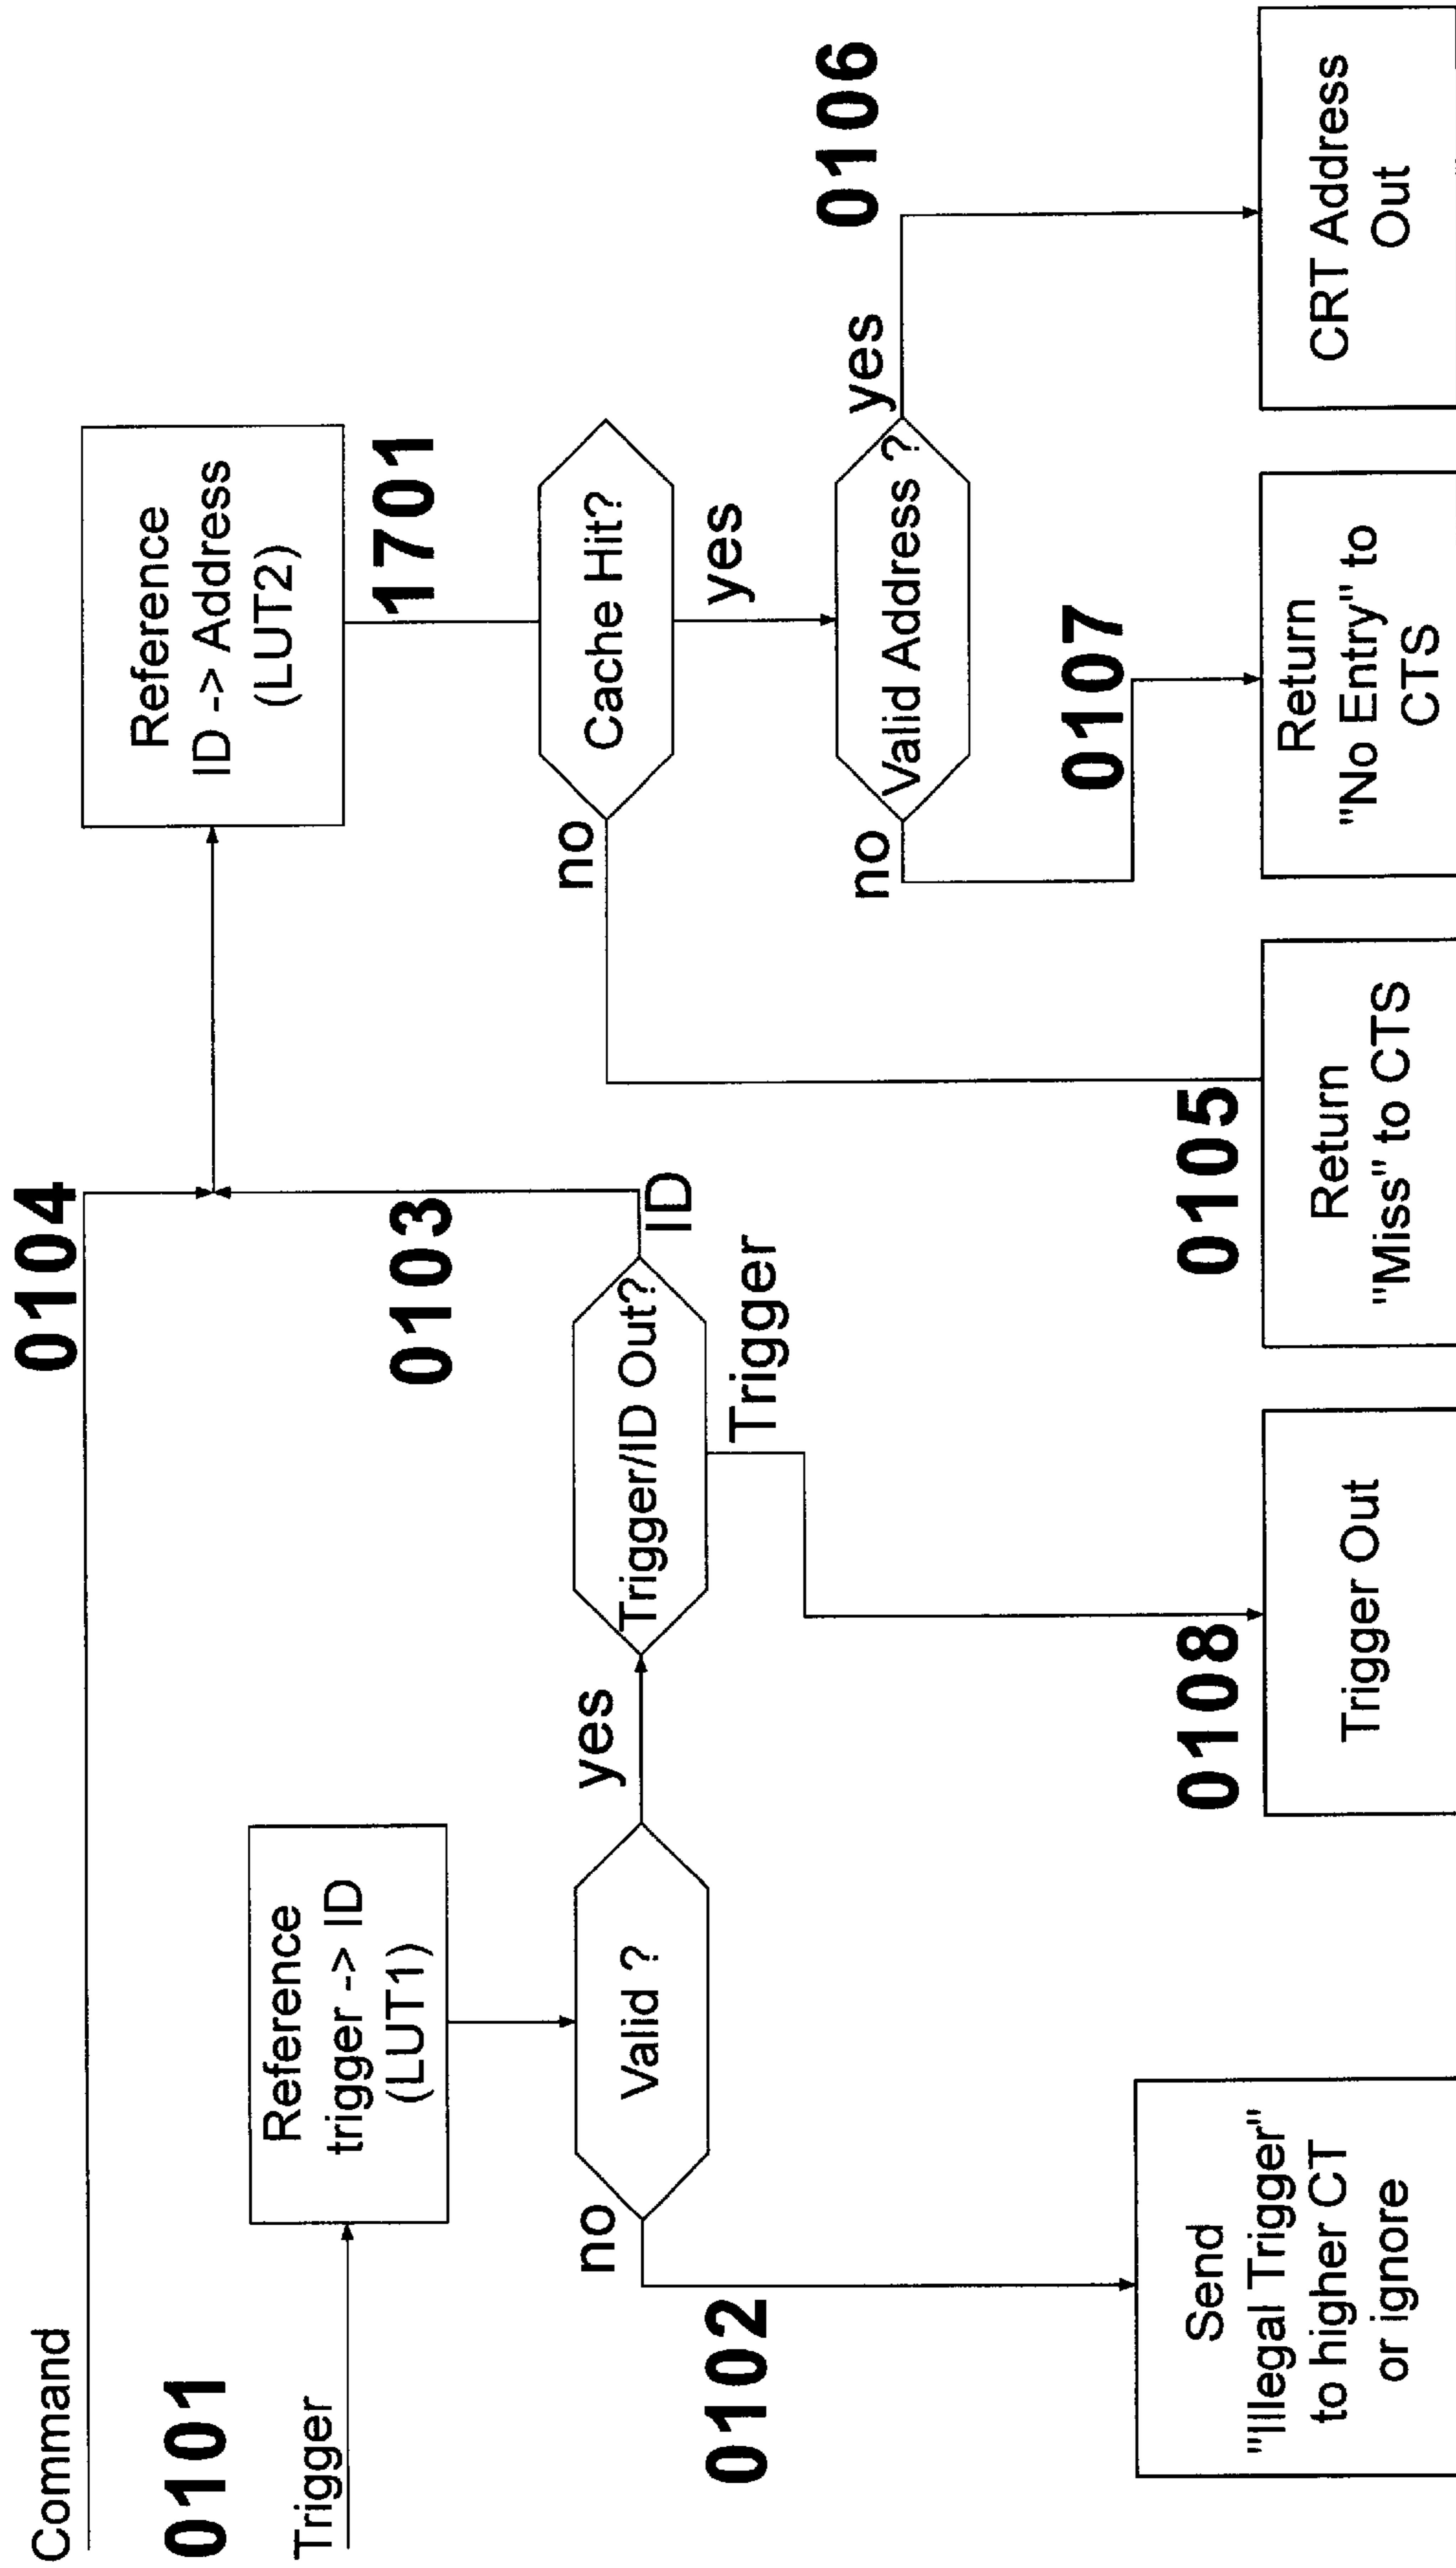 Command
0104
0101
Trigger
Reference
trigger -> ID
(LUT1)
Reference
ID -> Address
(LUT2)
1701
0103
Valid ?
yes
no
Trigger/ID Out?
ID
Trigger
Cache Hit?
no
yes
0102
Valid Address ?
yes
no
0106
0107
0108
0105
Send
"Illegal Trigger"
to higher CT
or ignore
Trigger Out
Return
"Miss" to CTS
Return
"No Entry" to
CTS
CRT Address
Out